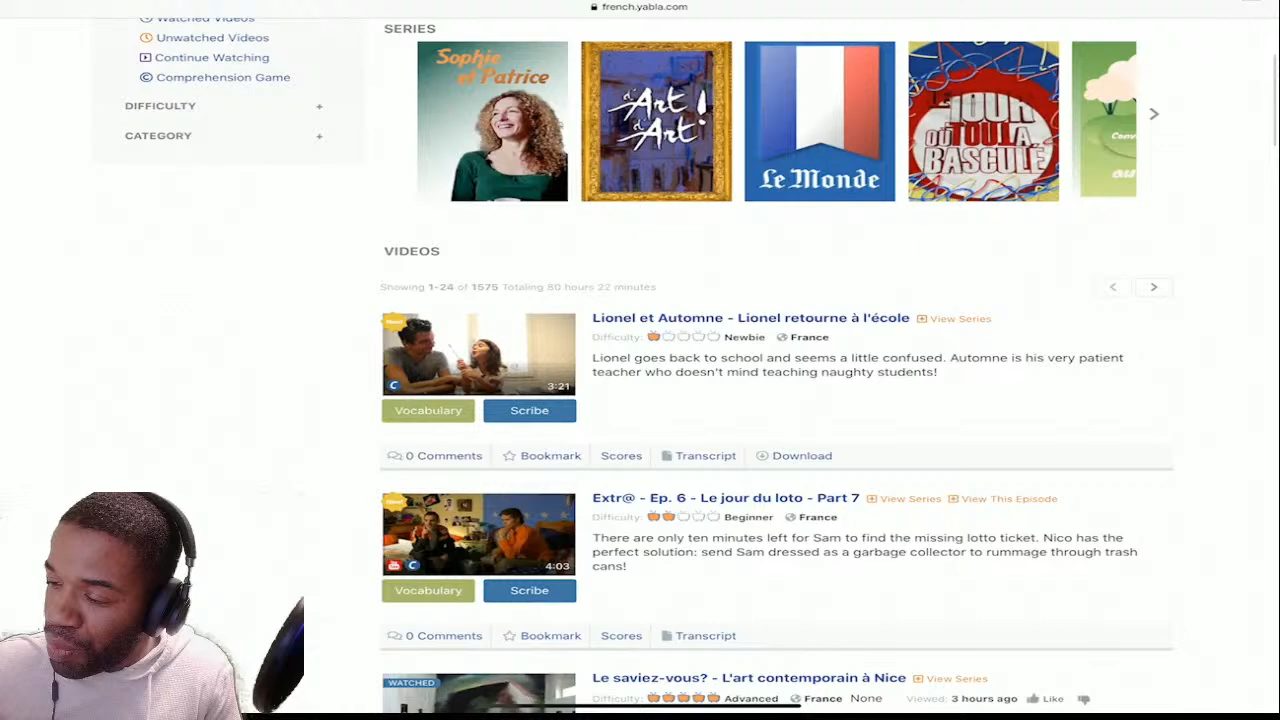 french.yabla.com
Watched Videos
Unwatched Videos
Continue Watching
Comprehension Game
DIFFICULTY +
CATEGORY +
SERIES
Sophie
et Patrice
d'Art
d'Art!
Le Monde
LE JOUR
OÙ TOUT A
BASCULÉ
VIDEOS
Showing 1-24 of 1575 Totaling 80 hours 22 minutes
Lionel et Automne - Lionel retourne à l'école View Series
Difficulty: Newbie France
Lionel goes back to school and seems a little confused. Automne is his very patient
teacher who doesn't mind teaching naughty students!
New!
3:21
Vocabulary Scribe
0 Comments Bookmark Scores Transcript Download
Extr@ - Ep. 6 - Le jour du loto - Part 7 View Series View This Episode
Difficulty: Beginner France
There are only ten minutes left for Sam to find the missing lotto ticket. Nico has the
perfect solution: send Sam dressed as a garbage collector to rummage through trash
cans!
New!
4:03
Vocabulary Scribe
0 Comments Bookmark Scores Transcript
WATCHED
Le saviez-vous? - L'art contemporain à Nice View Series
Difficulty: Advanced France None Viewed: 3 hours ago Like